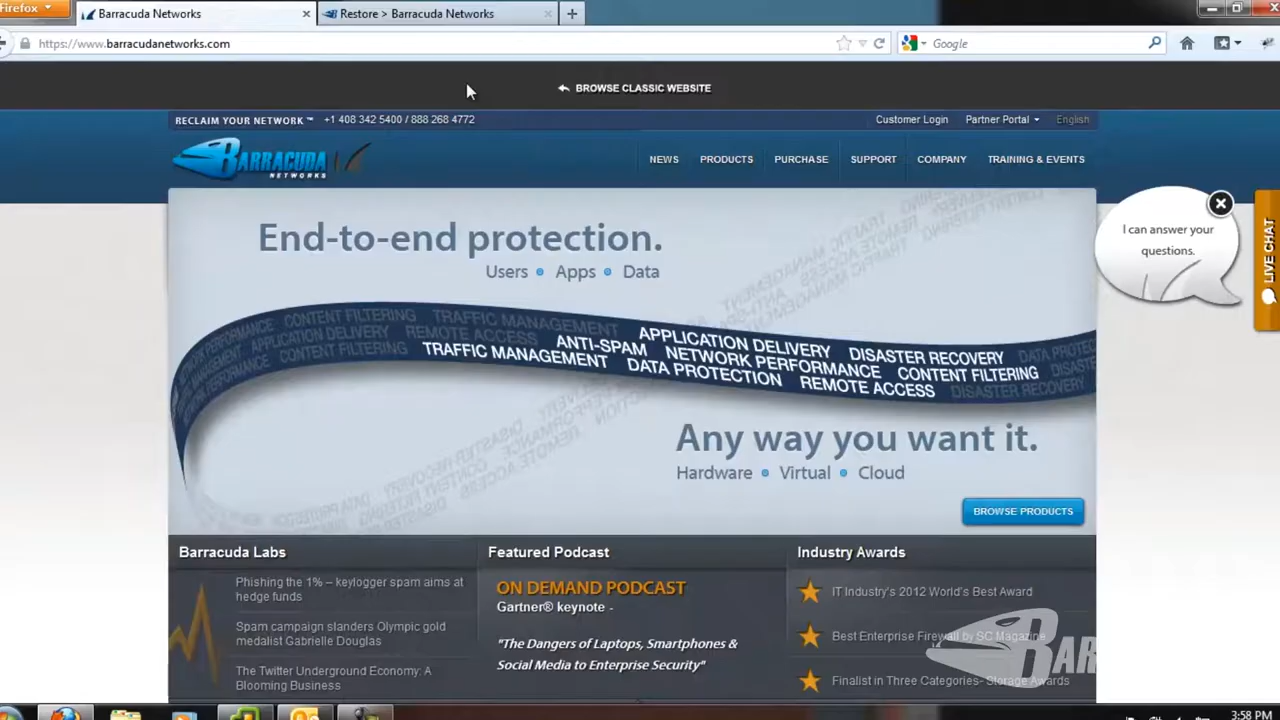 Firefox
Barracuda Networks
Restore > Barracuda Networks
https://www.barracudanetworks.com
Google
BROWSE CLASSIC WEBSITE
RECLAIM YOUR NETWORK™ +1 408 342 5400 / 888 268 4772
Customer Login Partner Portal English
BARRACUDA
NETWORKS
NEWS PRODUCTS PURCHASE SUPPORT COMPANY TRAINING & EVENTS
End-to-end protection.
Users • Apps • Data
I can answer your
questions.
LIVE CHAT
CONTENT FILTERING TRAFFIC MANAGEMENT APPLICATION DELIVERY DISASTER RECOVERY
APPLICATION DELIVERY REMOTE ACCESS ANTI-SPAM NETWORK PERFORMANCE CONTENT FILTERING
CONTENT FILTERING TRAFFIC MANAGEMENT DATA PROTECTION REMOTE ACCESS DISASTER RECOVERY
Any way you want it.
Hardware • Virtual • Cloud
BROWSE PRODUCTS
Barracuda Labs
Phishing the 1% – keylogger spam aims at
hedge funds
Spam campaign slanders Olympic gold
medalist Gabrielle Douglas
The Twitter Underground Economy: A
Blooming Business
Featured Podcast
ON DEMAND PODCAST
Gartner® keynote -
"The Dangers of Laptops, Smartphones &
Social Media to Enterprise Security"
Industry Awards
IT Industry's 2012 World's Best Award
Best Enterprise Firewall by SC Magazine
Finalist in Three Categories- Storage Awards
BAR
3:58 PM